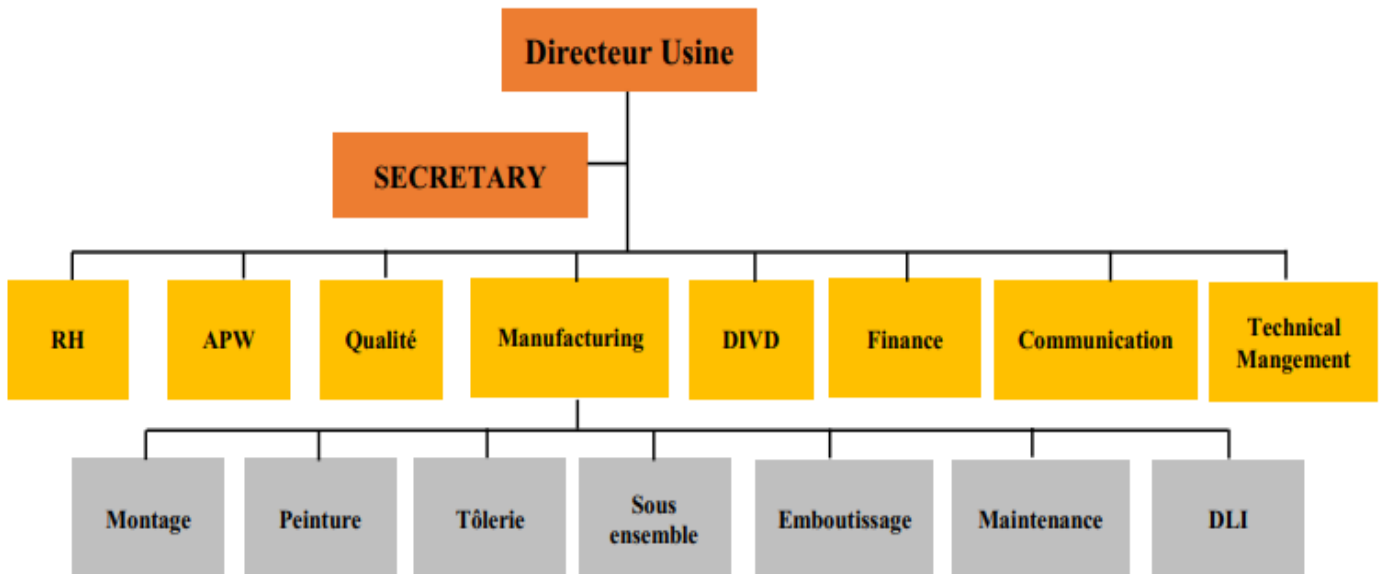 Directeur Usine
SECRETARY
RH
APW
Qualité
Manufacturing
DIVD
Finance
Communication
Technical
Mangement
Montage
Peinture
Tôlerie
Sous
ensemble
Emboutissage
Maintenance
DLI